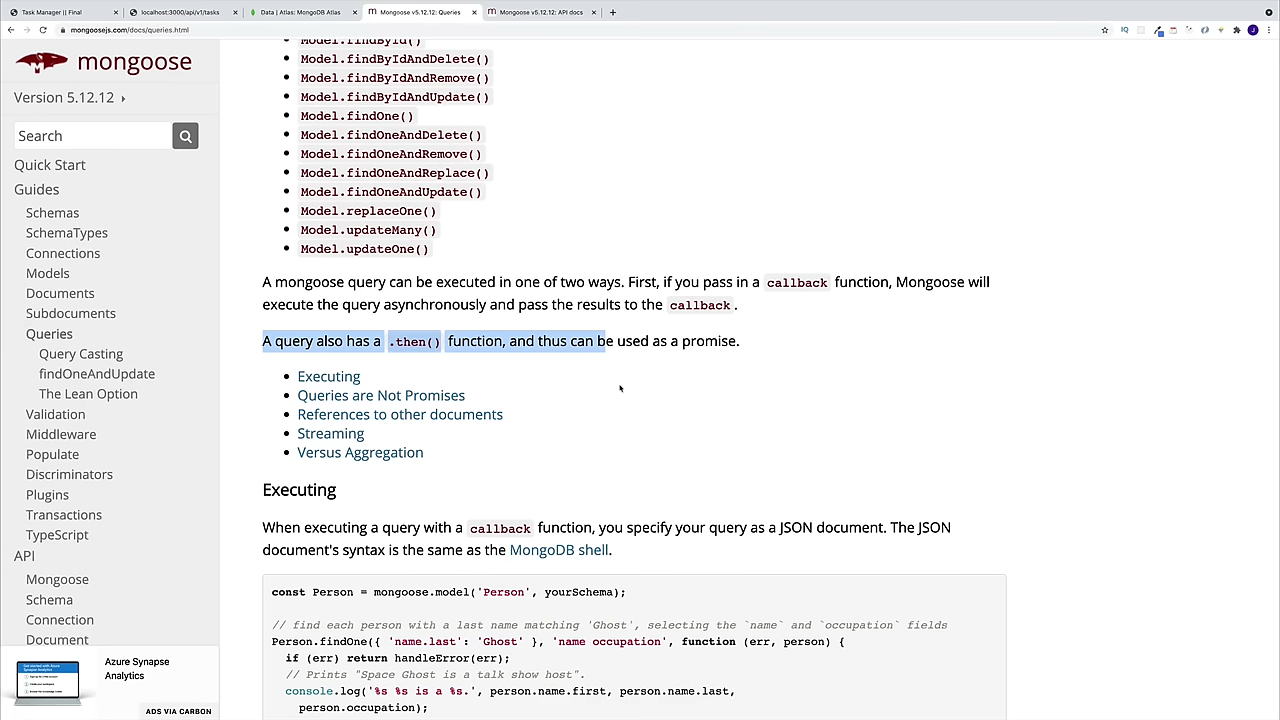 Task Manager || Final
localhost:3000/api/v1/tasks
Data | Atlas: MongoDB Atlas
Mongoose v5.12.12: Queries
Mongoose v5.12.12: API docs
mongoosejs.com/docs/queries.html
mongoose
Version 5.12.12
Search
Quick Start
Guides
Schemas
SchemaTypes
Connections
Models
Documents
Subdocuments
Queries
Query Casting
findOneAndUpdate
The Lean Option
Validation
Middleware
Populate
Discriminators
Plugins
Transactions
TypeScript
API
Mongoose
Schema
Connection
Document
Azure Synapse
Analytics
ADS VIA CARBON
Model.findById()
Model.findByIdAndDelete()
Model.findByIdAndRemove()
Model.findByIdAndUpdate()
Model.findOne()
Model.findOneAndDelete()
Model.findOneAndRemove()
Model.findOneAndReplace()
Model.findOneAndUpdate()
Model.replaceOne()
Model.updateMany()
Model.updateOne()
A mongoose query can be executed in one of two ways. First, if you pass in a callback function, Mongoose will
execute the query asynchronously and pass the results to the callback.
A query also has a .then() function, and thus can be used as a promise.
Executing
Queries are Not Promises
References to other documents
Streaming
Versus Aggregation
Executing
When executing a query with a callback function, you specify your query as a JSON document. The JSON
document's syntax is the same as the MongoDB shell.
const Person = mongoose.model('Person', yourSchema);
// find each person with a last name matching 'Ghost', selecting the `name` and `occupation` fields
Person.findOne({ 'name.last': 'Ghost' }, 'name occupation', function (err, person) {
if (err) return handleError(err);
// Prints "Space Ghost is a talk show host".
console.log('%s %s is a %s.', person.name.first, person.name.last,
person.occupation);